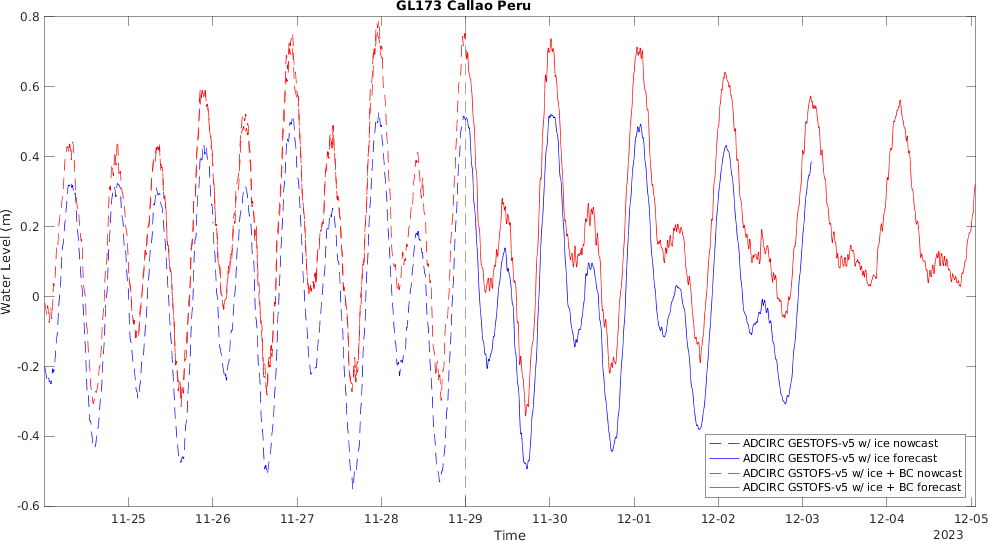 GL173 Callao Peru
0.8
0.6
0.4
0.2
0
-0.2
-0.4
-0.6
Water Level (m)
ADCIRC GESTOFS-v5 w/ ice nowcast
ADCIRC GESTOFS-v5 w/ ice forecast
ADCIRC GSTOFS-v5 w/ ice + BC nowcast
ADCIRC GSTOFS-v5 w/ ice + BC forecast
11-25 11-26 11-27 11-28 11-29 11-30 12-01 12-02 12-03 12-04 12-05
Time
2023